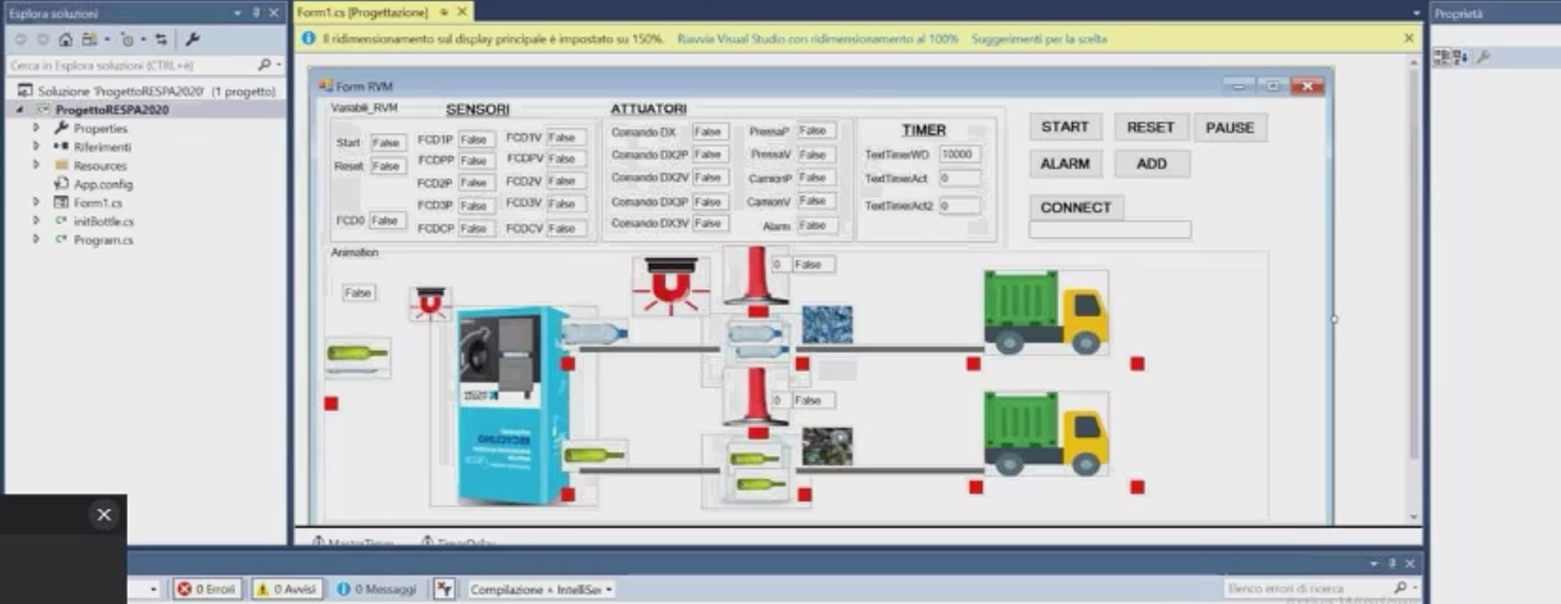 Esplora soluzioni
Form1.cs [Progettazione]
Proprietà
Il ridimensionamento sul display principale è impostato su 150%. Riavvia Visual Studio con ridimensionamento al 100% Suggerimenti per la scelta
Cerca in Esplora soluzioni (CTRL+è)
Soluzione 'ProgettoRESPA2020' (1 progetto)
ProgettoRESPA2020
Properties
Riferimenti
Resources
App.config
Form1.cs
initBottle.cs
Program.cs
Form RVM
Variabili_RVM
SENSORI
Start False
Reset False
FCD0 False
FCD1P False
FCDPP False
FCD2P False
FCD3P False
FCDCP False
FCD1V False
FCDPV False
FCD2V False
FCD3V False
FCDCV False
ATTUATORI
Comando DX False
Comando DX2P False
Comando DX2V False
Comando DX3P False
Comando DX3V False
PressaP False
PressaV False
CamionP False
CamionV False
Alarm False
TIMER
TextTimerWD 10000
TextTimerAct 0
TextTimerAct2 0
START RESET PAUSE
ALARM ADD
CONNECT
Animation
False
0 False
0 False
RECYCLING
MasterTimer TimerDelay
0 Errori 0 Avvisi 0 Messaggi Compilazione + IntelliSen
Elenco errori di ricerca